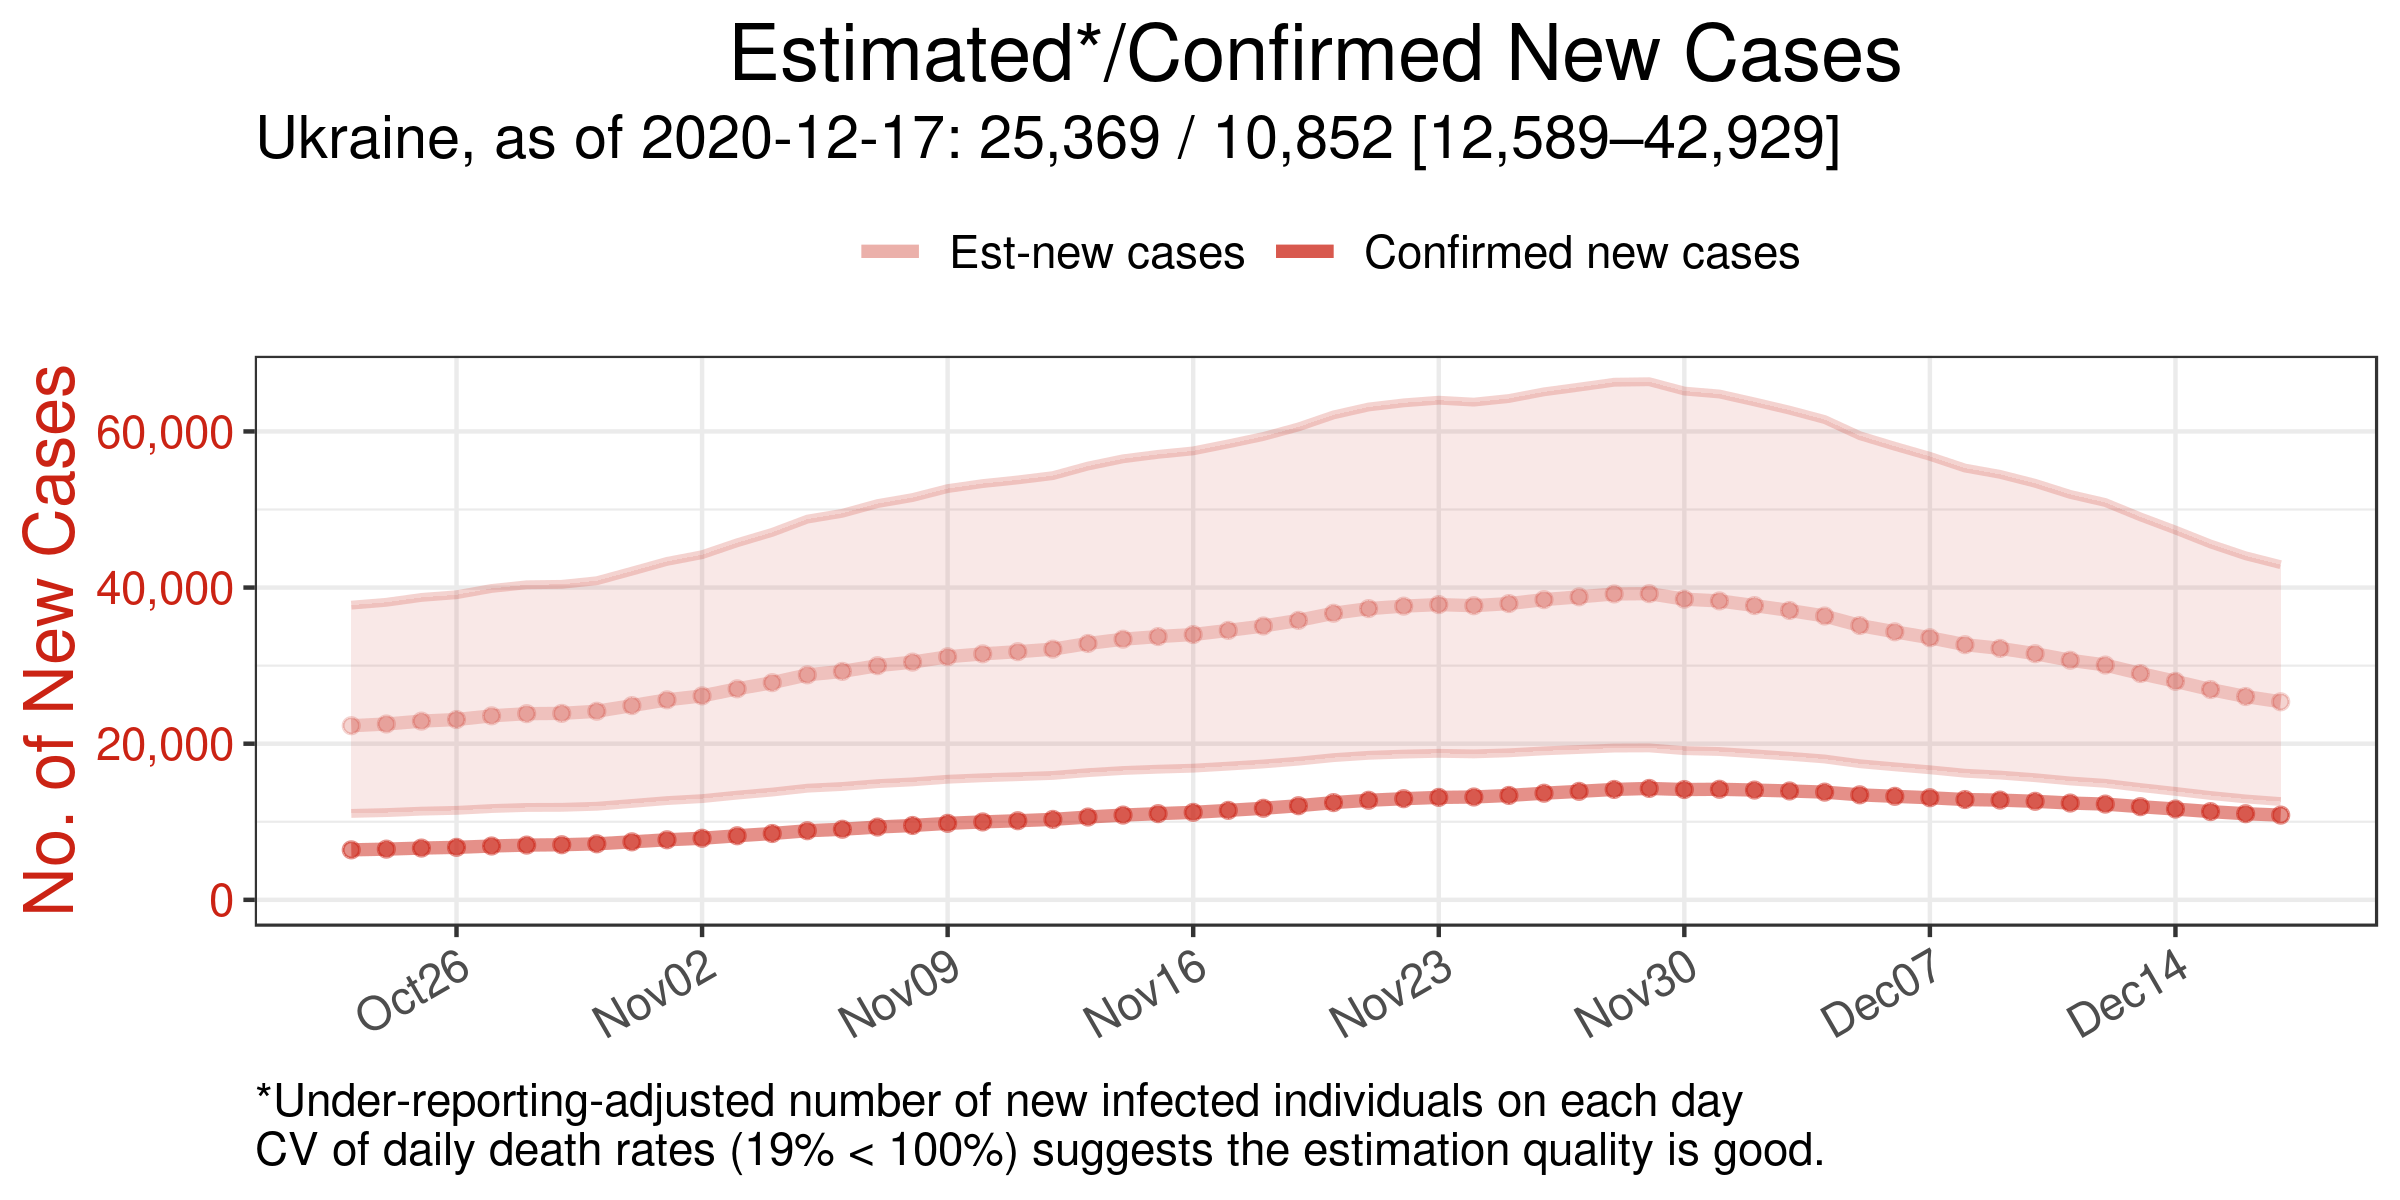 Estimated*/Confirmed New Cases
Ukraine, as of 2020-12-17: 25,369 / 10,852 [12,589–42,929]
Est-new cases
Confirmed new cases
No. of New Cases
60,000
40,000
20,000
0
Oct26
Nov02
Nov09
Nov16
Nov23
Nov30
Dec07
Dec14
*Under-reporting-adjusted number of new infected individuals on each day
CV of daily death rates (19% < 100%) suggests the estimation quality is good.